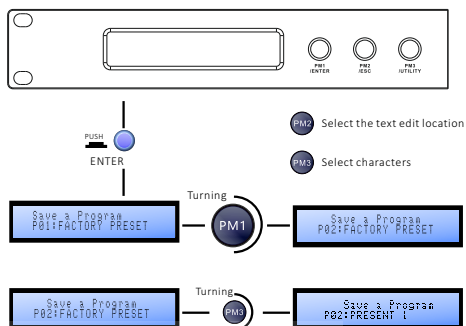 PM1
/ENTER
PM2
/ESC
PM3
/UTILITY
PUSH
ENTER
PM2 Select the text edit location
PM3 Select characters
Turning
Save a Program
P01:FACTORY PRESET
PM1
Save a Program
P02:FACTORY PRESET
Turning
Save a Program
P02:FACTORY PRESET
PM3
Save a Program
P02:PRESENT 1